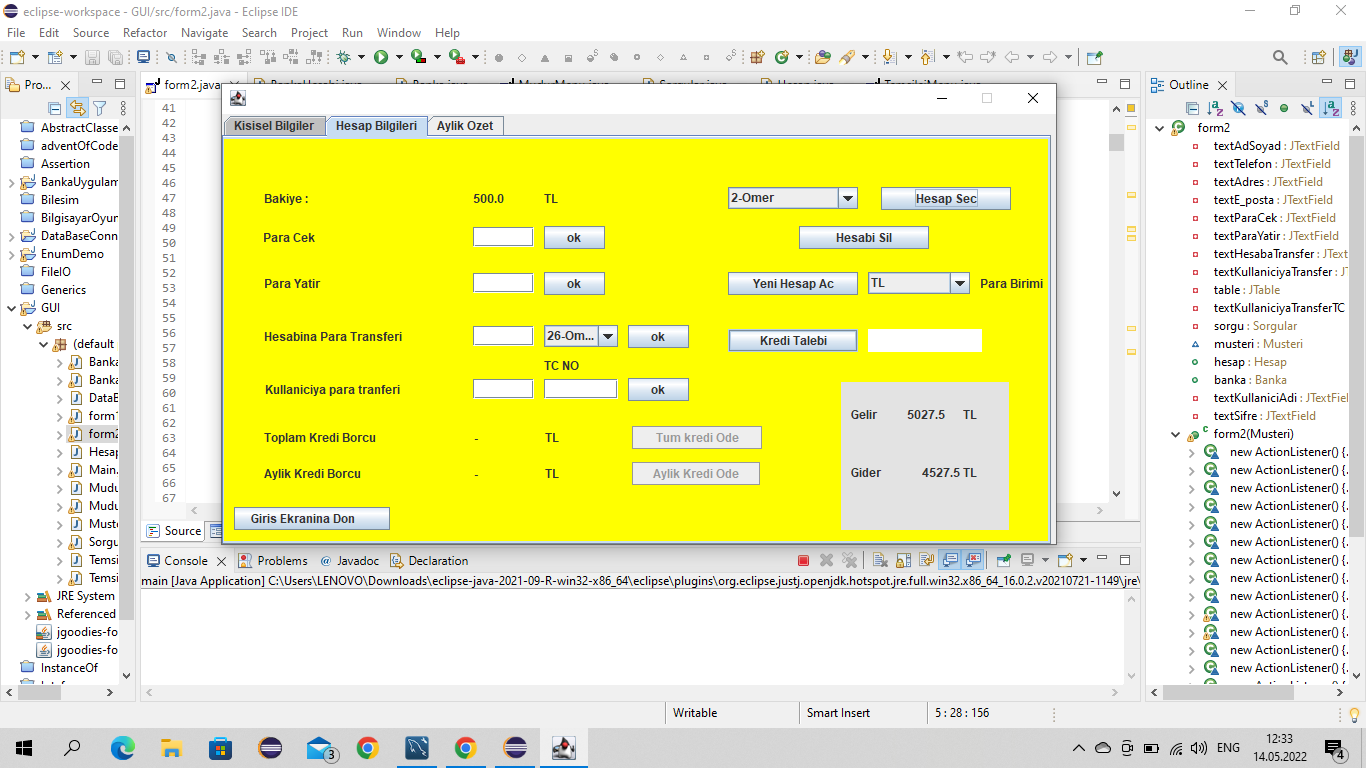 eclipse-workspace - GUI/src/form2.java - Eclipse IDE
File Edit Source Refactor Navigate Search Project Run Window Help
Pro...
form2.java
Outline
Kisisel Bilgiler Hesap Bilgileri Aylik Ozet
Bakiye : 500.0 TL 2-Omer Hesap Sec
Para Cek ok Hesabi Sil
Para Yatir ok Yeni Hesap Ac TL Para Birimi
Hesabina Para Transferi 26-Om... ok Kredi Talebi
TC NO
Kullaniciya para tranferi ok
Gelir 5027.5 TL
Toplam Kredi Borcu - TL Tum kredi Ode
Aylik Kredi Borcu - TL Aylik Kredi Ode
Gider 4527.5 TL
Giris Ekranina Don
AbstractClasse
adventOfCode
Assertion
BankaUygulam
Bilesim
BilgisayarOyun
DataBaseConn
EnumDemo
FileIO
Generics
GUI
src
(default
Banka
Banka
DataB
form1
form2
Hesap
Main.
Mudu
Mudu
Muste
Sorgu
Temsi
Temsi
JRE System
Referenced
jgoodies-fo
jgoodies-fo
InstanceOf
41
42
43
44
45
46
47
48
49
50
51
52
53
54
55
56
57
58
59
60
61
62
63
64
65
66
67
Source
form2
textAdSoyad : JTextField
textTelefon : JTextField
textAdres : JTextField
textE_posta : JTextField
textParaCek : JTextField
textParaYatir : JTextField
textHesabaTransfer : JText
textKullaniciyaTransfer : JT
table : JTable
textKullaniciyaTransferTC
sorgu : Sorgular
musteri : Musteri
hesap : Hesap
banka : Banka
textKullaniciAdi : JTextFiel
textSifre : JTextField
form2(Musteri)
new ActionListener() {.
new ActionListener() {.
new ActionListener() {.
new ActionListener() {.
new ActionListener() {.
new ActionListener() {.
new ActionListener() {.
new ActionListener() {.
new ActionListener() {.
new ActionListener() {.
new ActionListener() {.
new ActionListener() {.
new ActionListener() {.
Console Problems Javadoc Declaration
main [Java Application] C:\Users\LENOVO\Downloads\eclipse-java-2021-09-R-win32-x86_64\eclipse\plugins\org.eclipse.justj.openjdk.hotspot.jre.full.win32.x86_64_16.0.2.v20210721-1149\jre\
Writable Smart Insert 5 : 28 : 156
3
ENG 12:33
14.05.2022
4